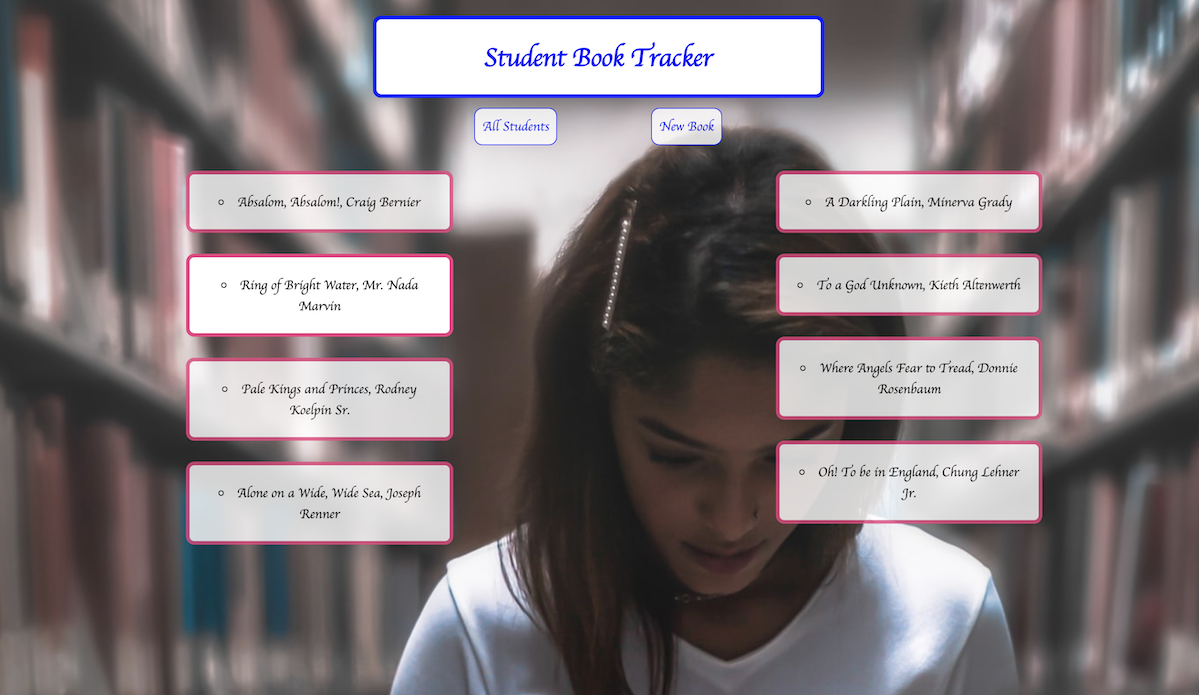 Student Book Tracker
All Students
New Book
Absalom, Absalom!, Craig Bernier
Ring of Bright Water, Mr. Nada
Marvin
Pale Kings and Princes, Rodney
Koelpin Sr.
Alone on a Wide, Wide Sea, Joseph
Renner
A Darkling Plain, Minerva Grady
To a God Unknown, Kieth Altenwerth
Where Angels Fear to Tread, Donnie
Rosenbaum
Oh! To be in England, Chung Lehner
Jr.